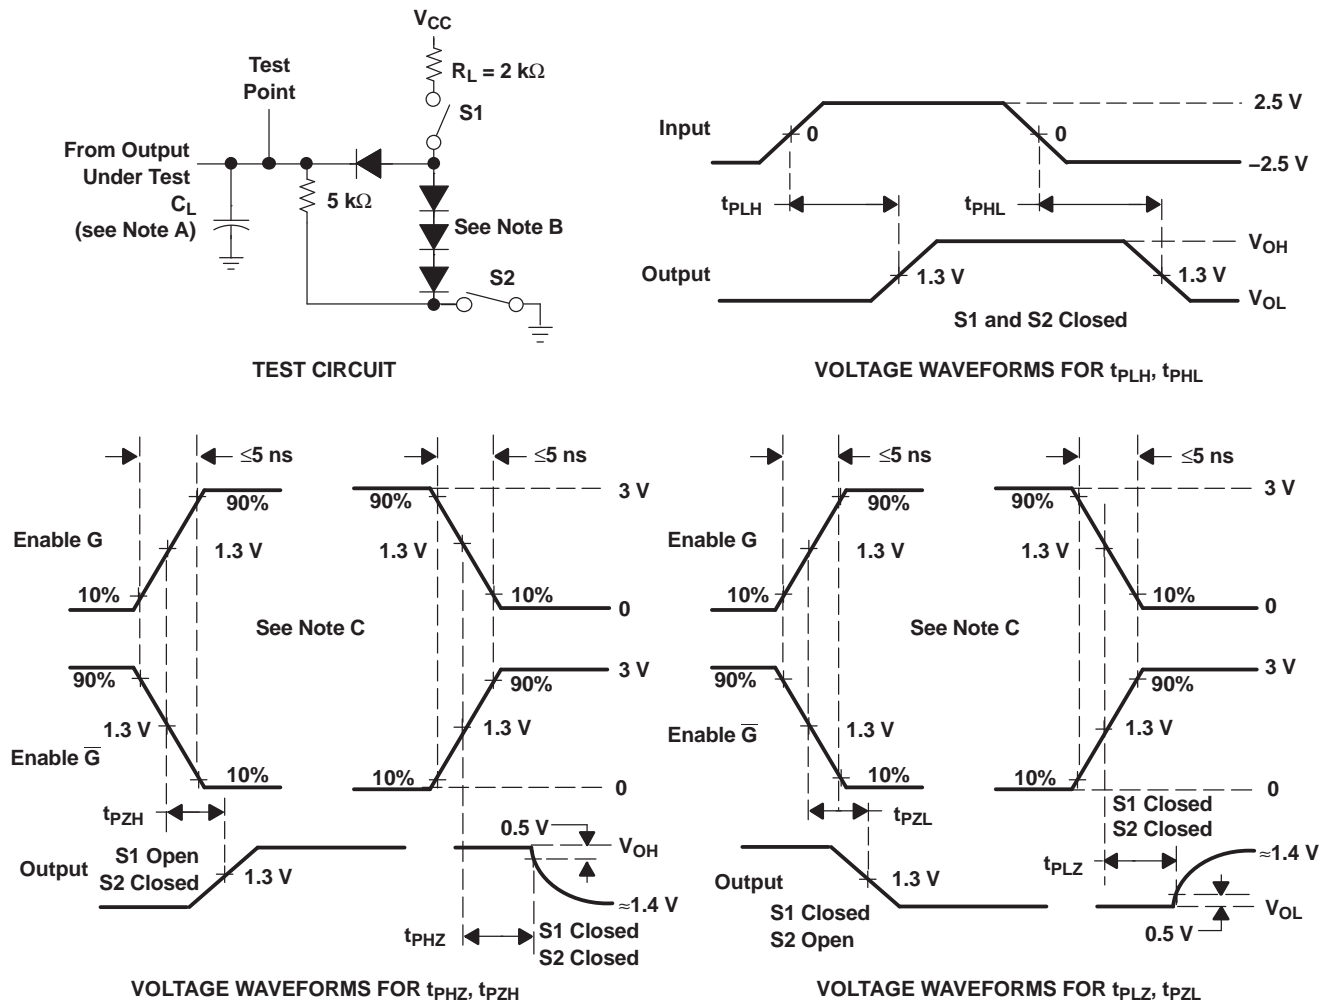 VCC
RL = 2 kΩ
Test
Point
S1
From Output
Under Test
CL
(see Note A)
5 kΩ
See Note B
S2
TEST CIRCUIT
Input
0
0
2.5 V
–2.5 V
tPLH
tPHL
Output
1.3 V
1.3 V
VOH
VOL
S1 and S2 Closed
VOLTAGE WAVEFORMS FOR tPLH, tPHL
≤5 ns
≤5 ns
Enable G
90%
90%
3 V
1.3 V
1.3 V
10%
10%
0
See Note C
Enable G̅
90%
90%
3 V
1.3 V
1.3 V
10%
10%
0
tPZH
Output
S1 Open
S2 Closed
1.3 V
0.5 V
VOH
≈1.4 V
tPHZ
S1 Closed
S2 Closed
VOLTAGE WAVEFORMS FOR tPHZ, tPZH
≤5 ns
≤5 ns
Enable G
90%
90%
3 V
1.3 V
1.3 V
10%
10%
0
See Note C
Enable G̅
90%
90%
3 V
1.3 V
1.3 V
10%
10%
0
tPZL
Output
1.3 V
S1 Closed
S2 Open
S1 Closed
S2 Closed
tPLZ
≈1.4 V
VOL
0.5 V
VOLTAGE WAVEFORMS FOR tPLZ, tPZL